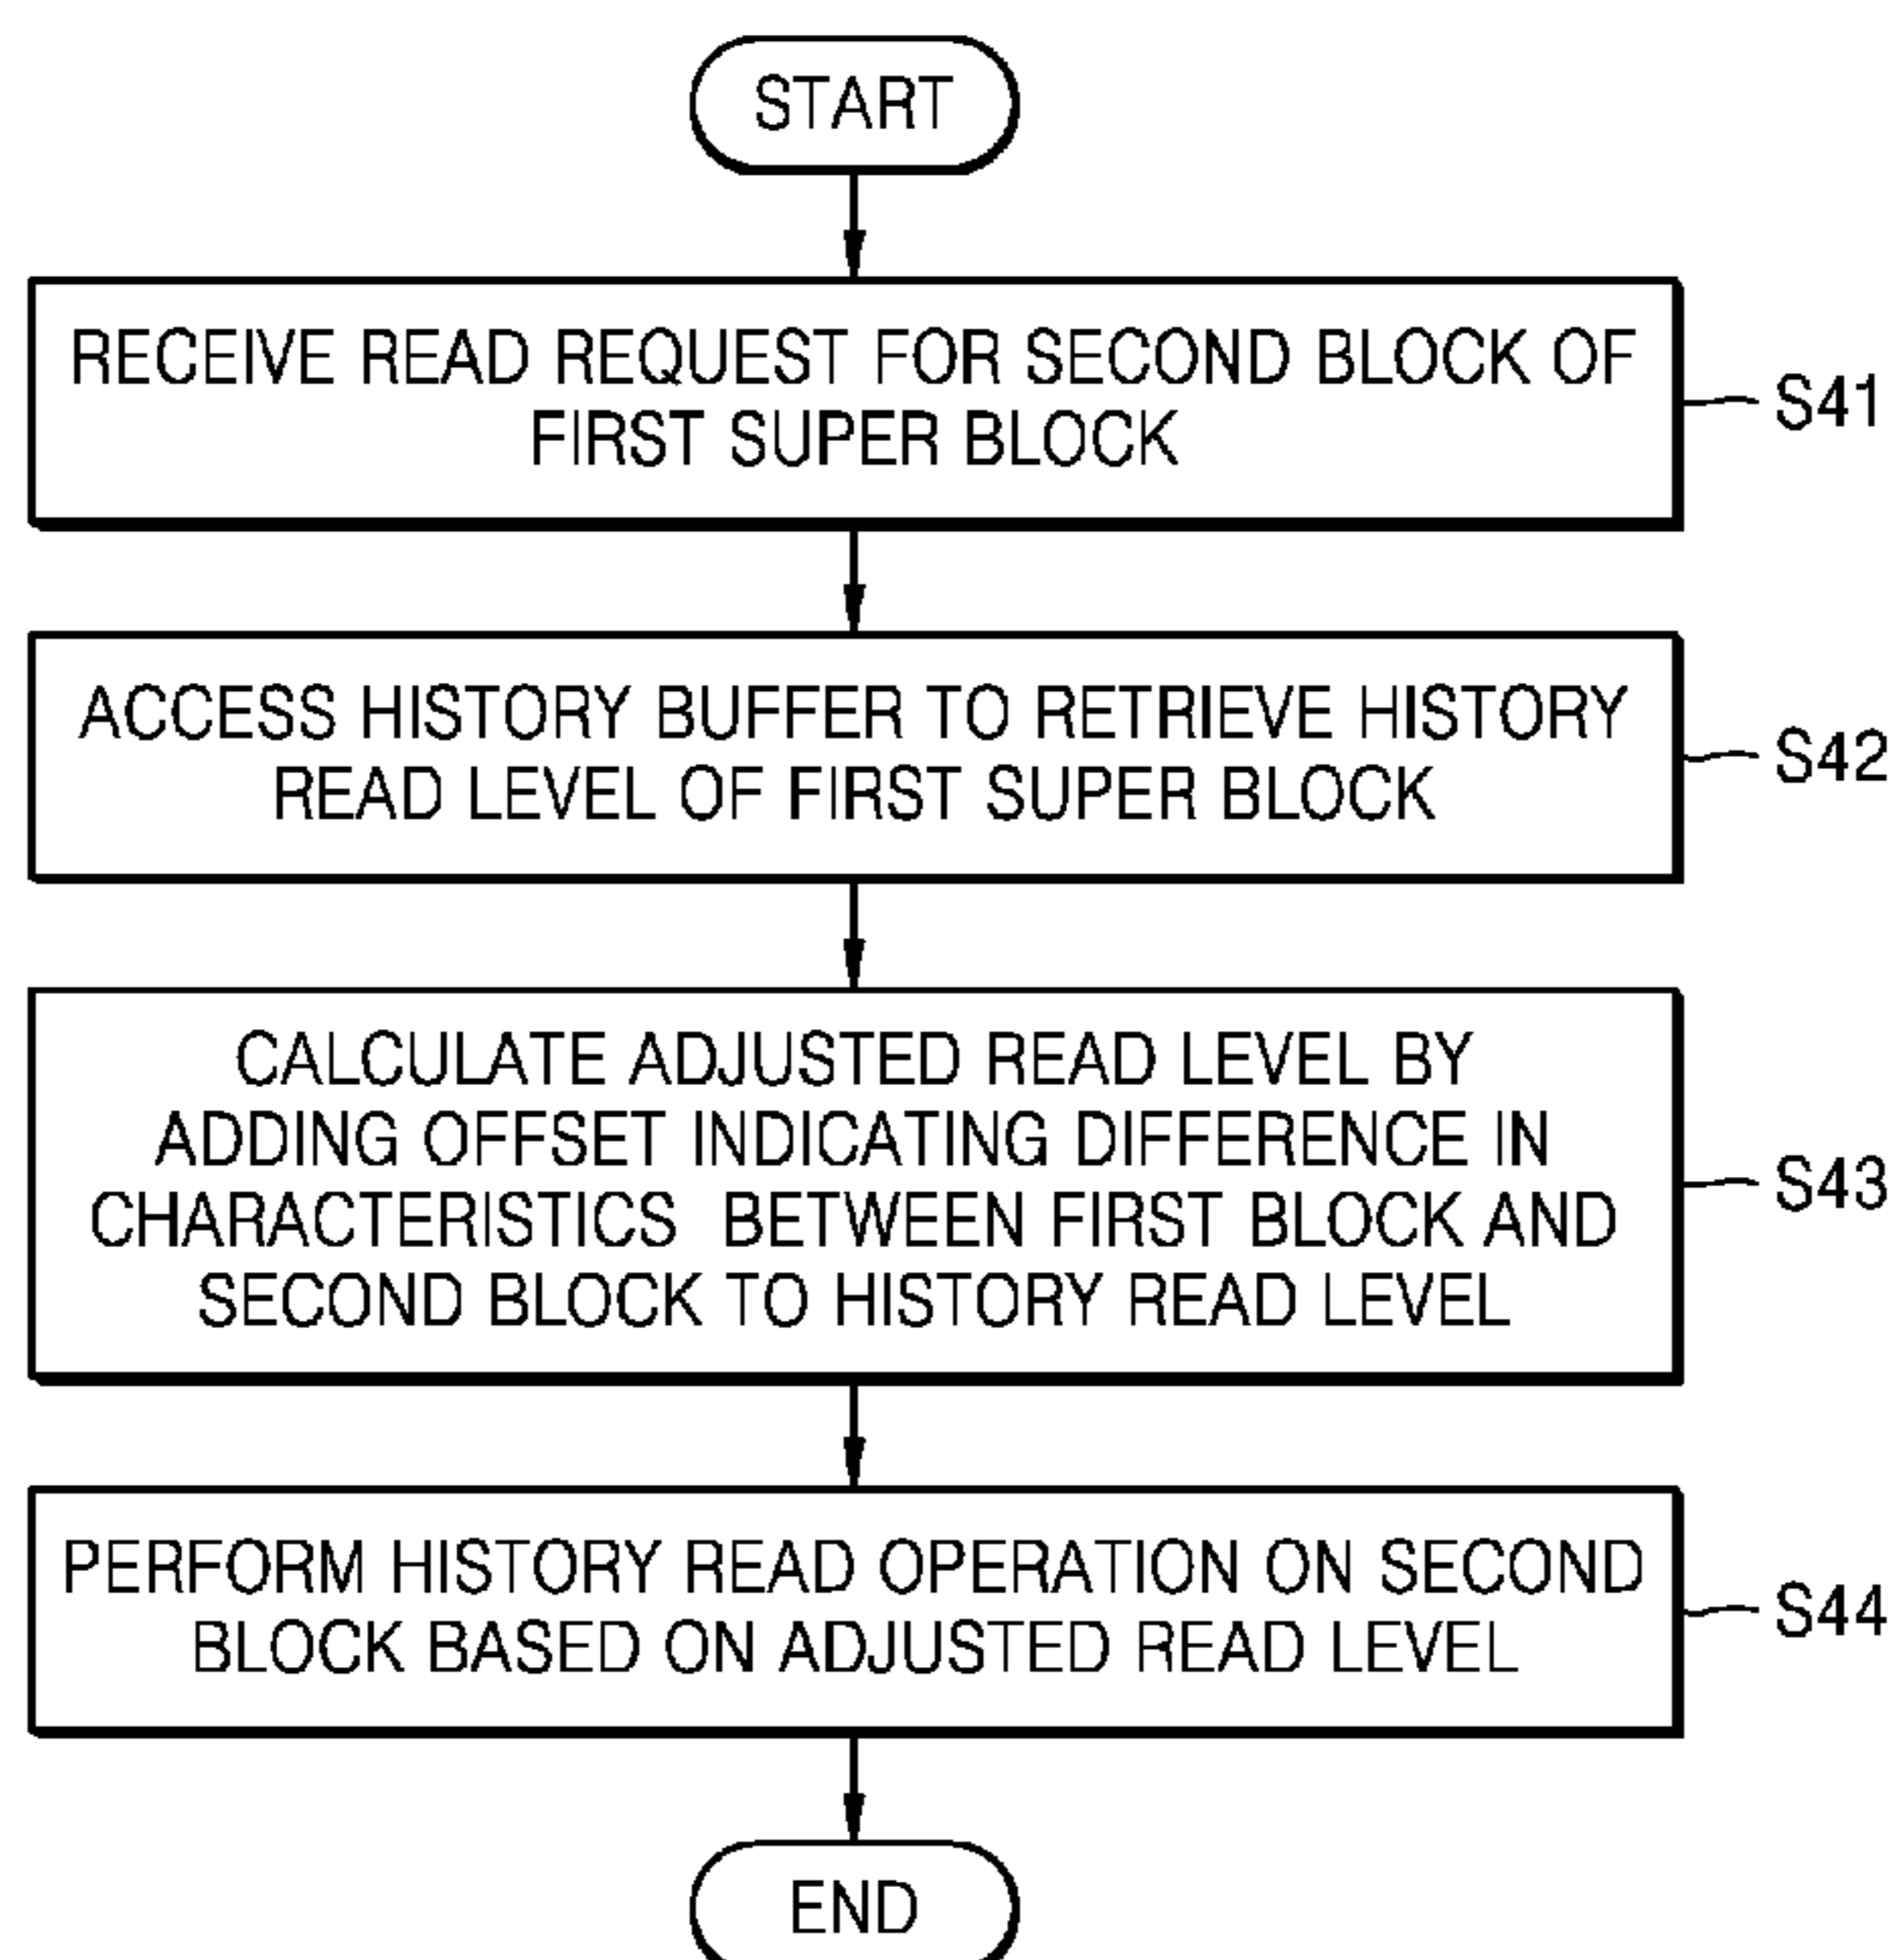 START
RECEIVE READ REQUEST FOR SECOND BLOCK OF
FIRST SUPER BLOCK
S41
ACCESS HISTORY BUFFER TO RETRIEVE HISTORY
READ LEVEL OF FIRST SUPER BLOCK
S42
CALCULATE ADJUSTED READ LEVEL BY
ADDING OFFSET INDICATING DIFFERENCE IN
CHARACTERISTICS BETWEEN FIRST BLOCK AND
SECOND BLOCK TO HISTORY READ LEVEL
S43
PERFORM HISTORY READ OPERATION ON SECOND
BLOCK BASED ON ADJUSTED READ LEVEL
S44
END